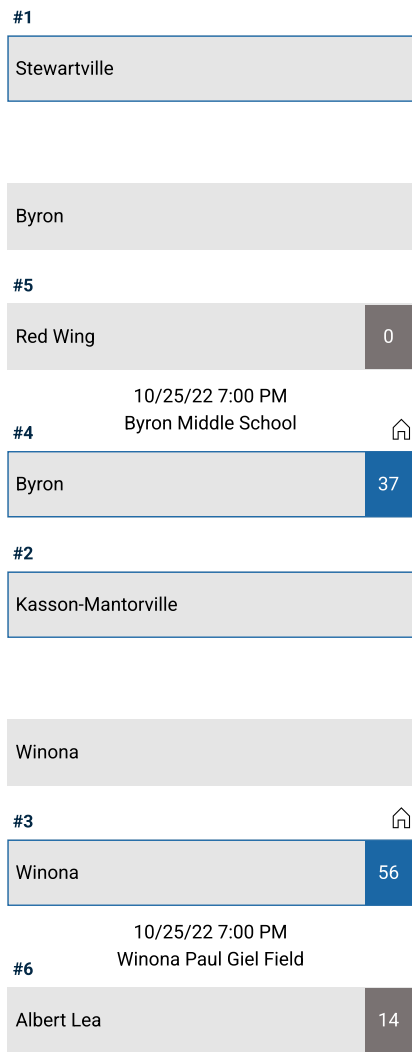 #1
Stewartville
Byron
#5
Red Wing 0
10/25/22 7:00 PM
Byron Middle School
#4
Byron 37
#2
Kasson-Mantorville
Winona
#3
Winona 56
10/25/22 7:00 PM
Winona Paul Giel Field
#6
Albert Lea 14